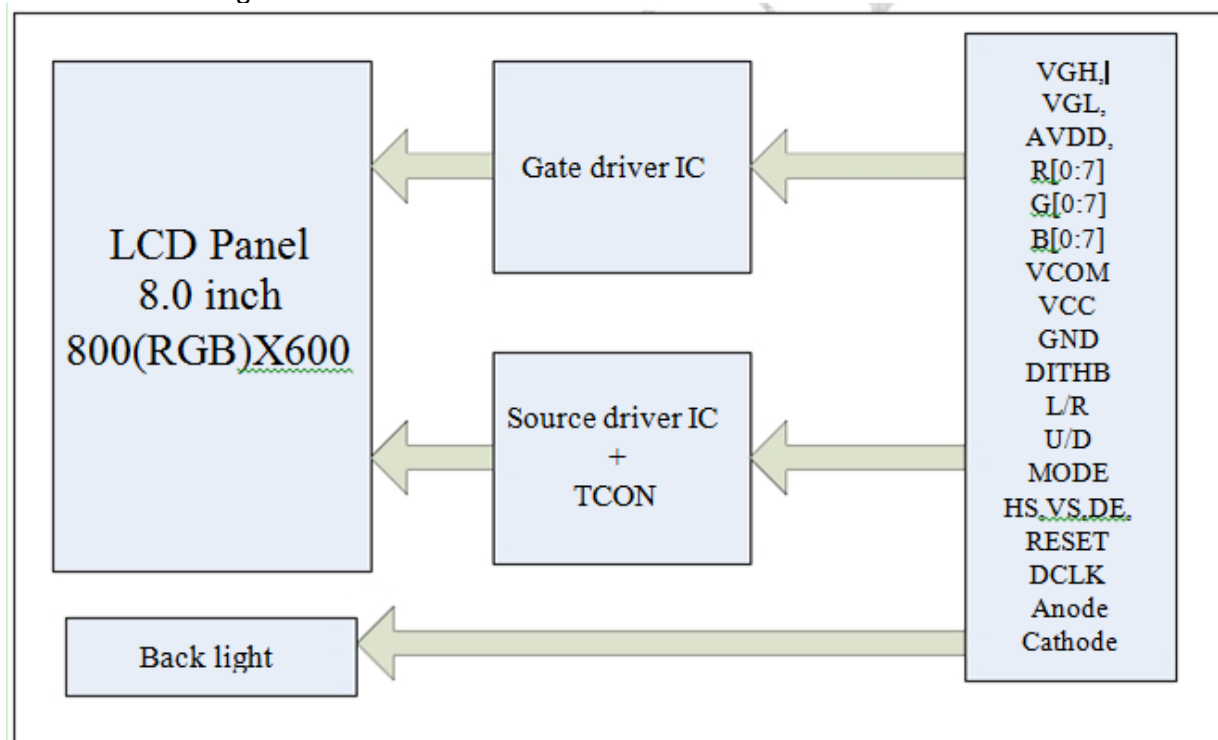 LCD Panel
8.0 inch
800(RGB)X600
Gate driver IC
Source driver IC
+
TCON
Back light
VGH,
VGL,
AVDD,
R[0:7]
G[0:7]
B[0:7]
VCOM
VCC
GND
DITHB
L/R
U/D
MODE
HS,VS,DE,
RESET
DCLK
Anode
Cathode